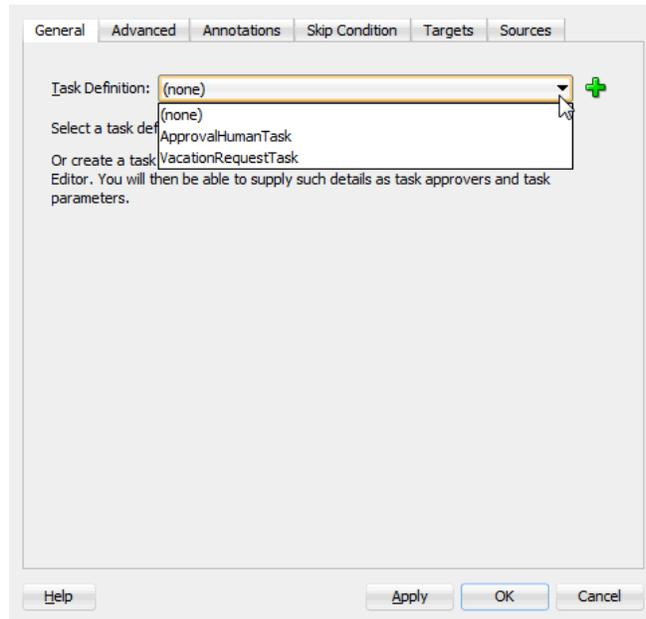 General Advanced Annotations Skip Condition Targets Sources
Task Definition: (none)
(none)
Select a task def
ApprovalHumanTask
Or create a task
VacationRequestTask
Editor. You will then be able to supply such details as task approvers and task
parameters.
Help Apply OK Cancel